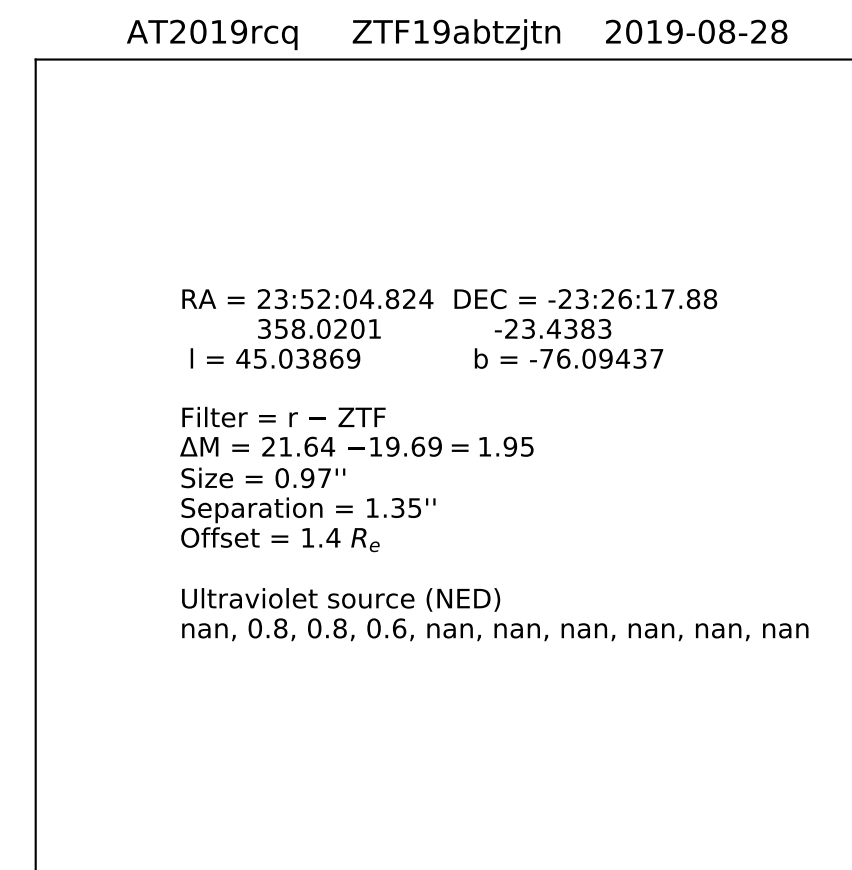 AT2019rcq ZTF19abtzjtn 2019-08-28
RA = 23:52:04.824 DEC = -23:26:17.88
358.0201 -23.4383
l = 45.03869 b = -76.09437
Filter = r − ZTF
ΔM = 21.64 −19.69 = 1.95
Size = 0.97''
Separation = 1.35''
Offset = 1.4 Rₑ
Ultraviolet source (NED)
nan, 0.8, 0.8, 0.6, nan, nan, nan, nan, nan, nan